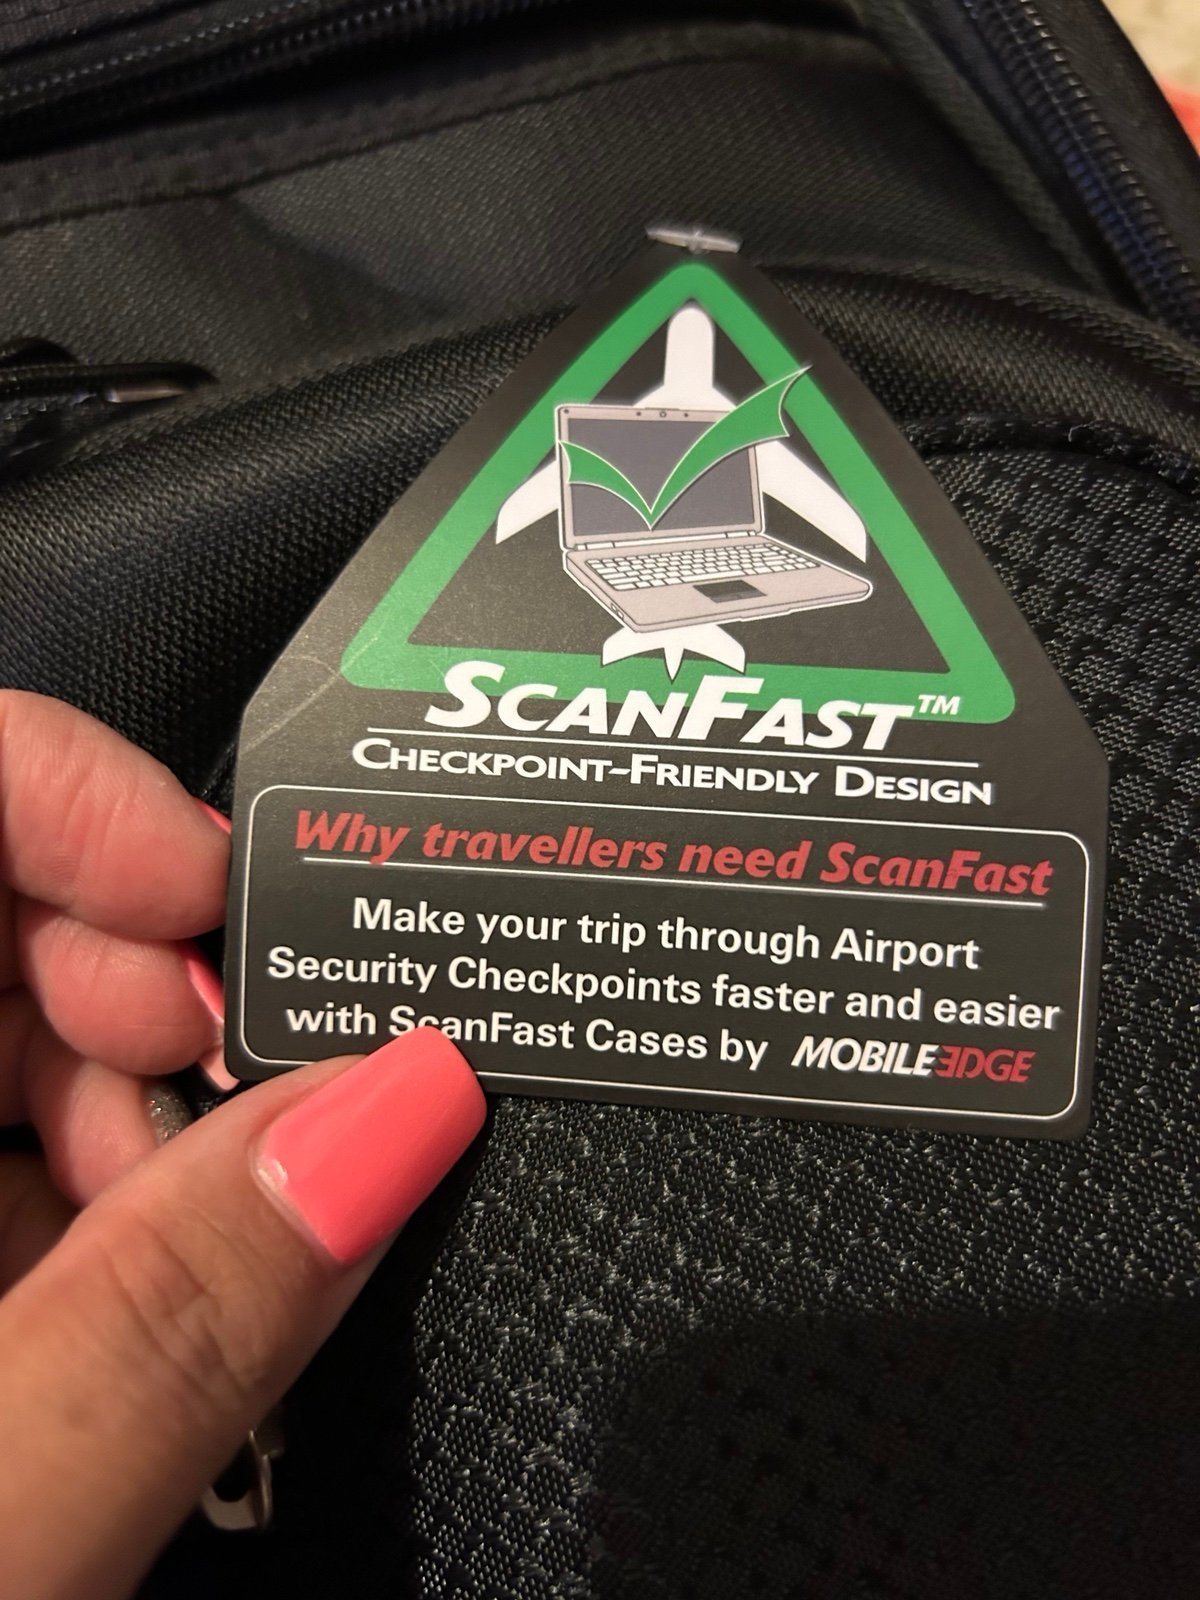 SCANFAST™
CHECKPOINT-FRIENDLY DESIGN
Why travellers need ScanFast
Make your trip through Airport
Security Checkpoints faster and easier
with ScanFast Cases by MOBILEEDGE